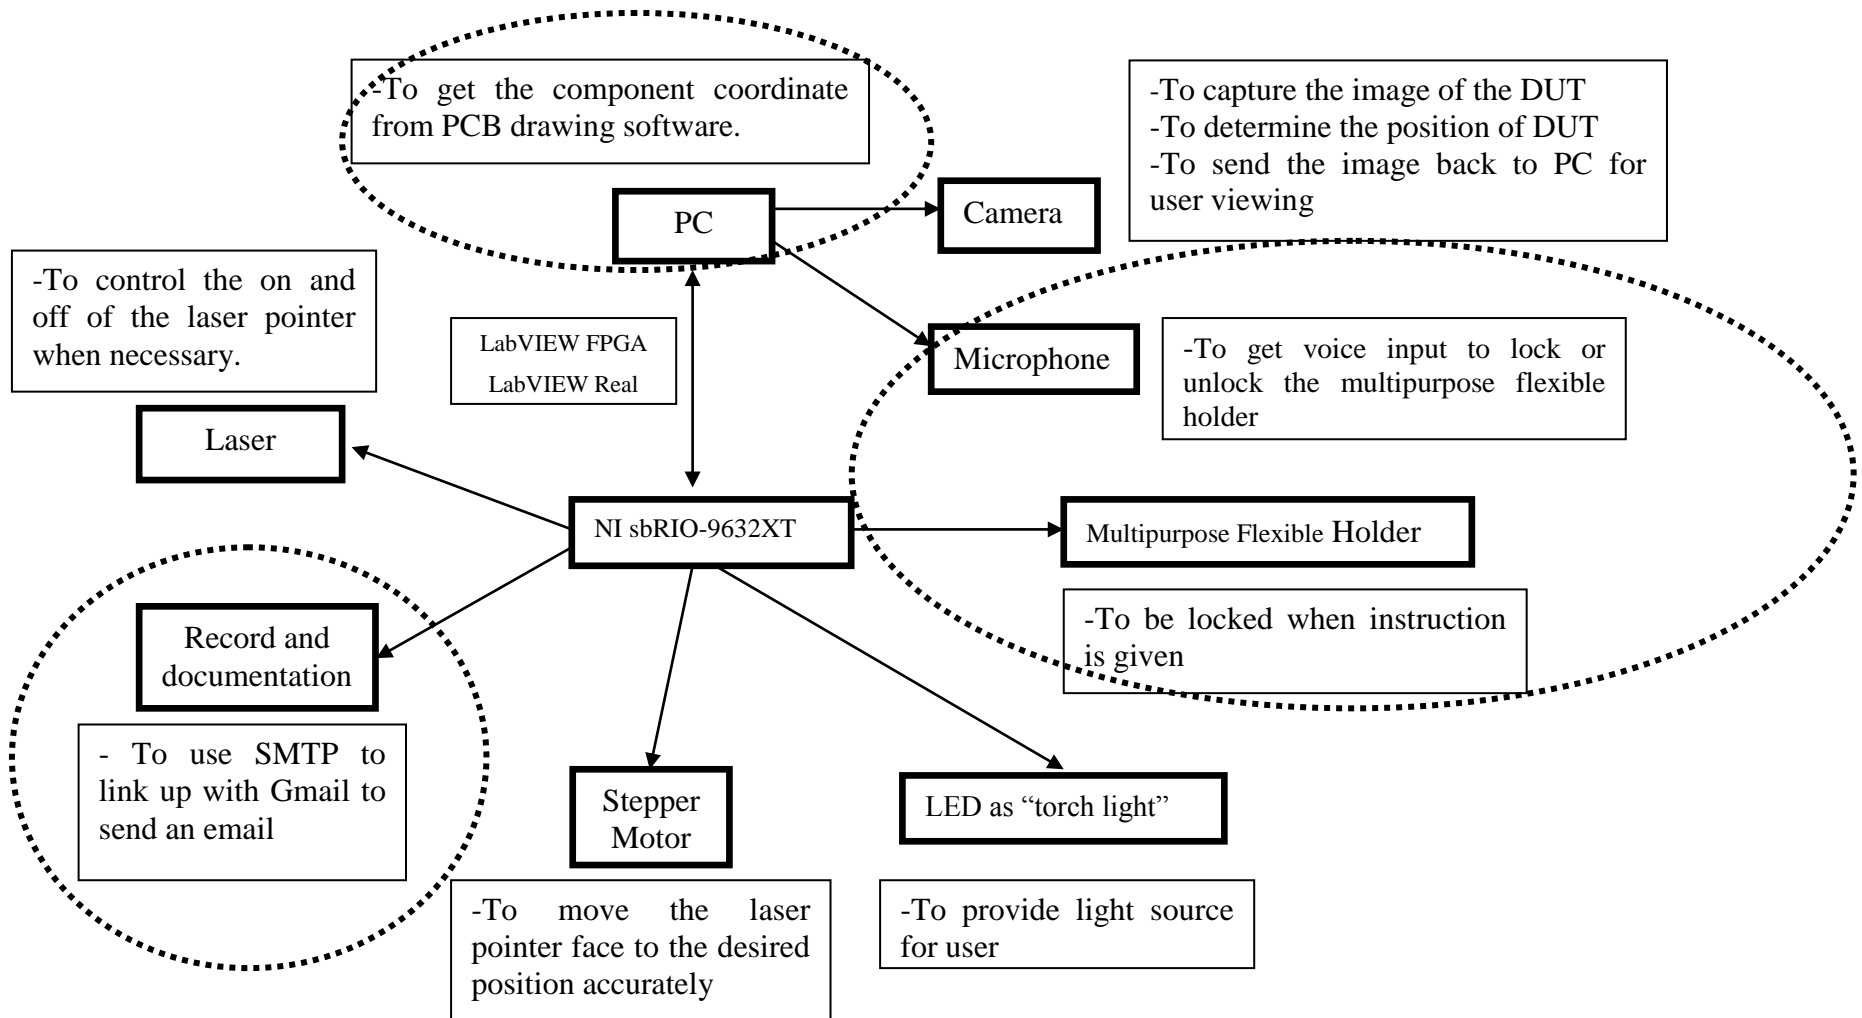 -To get the component coordinate
from PCB drawing software.
-To capture the image of the DUT
-To determine the position of DUT
-To send the image back to PC for
user viewing
PC
Camera
-To control the on and
off of the laser pointer
when necessary.
LabVIEW FPGA
LabVIEW Real
Microphone
-To get voice input to lock or
unlock the multipurpose flexible
holder
Laser
NI sbRIO-9632XT
Multipurpose Flexible Holder
Record and
documentation
-To be locked when instruction
is given
- To use SMTP to
link up with Gmail to
send an email
Stepper
Motor
LED as “torch light”
-To move the laser
pointer face to the desired
position accurately
-To provide light source
for user